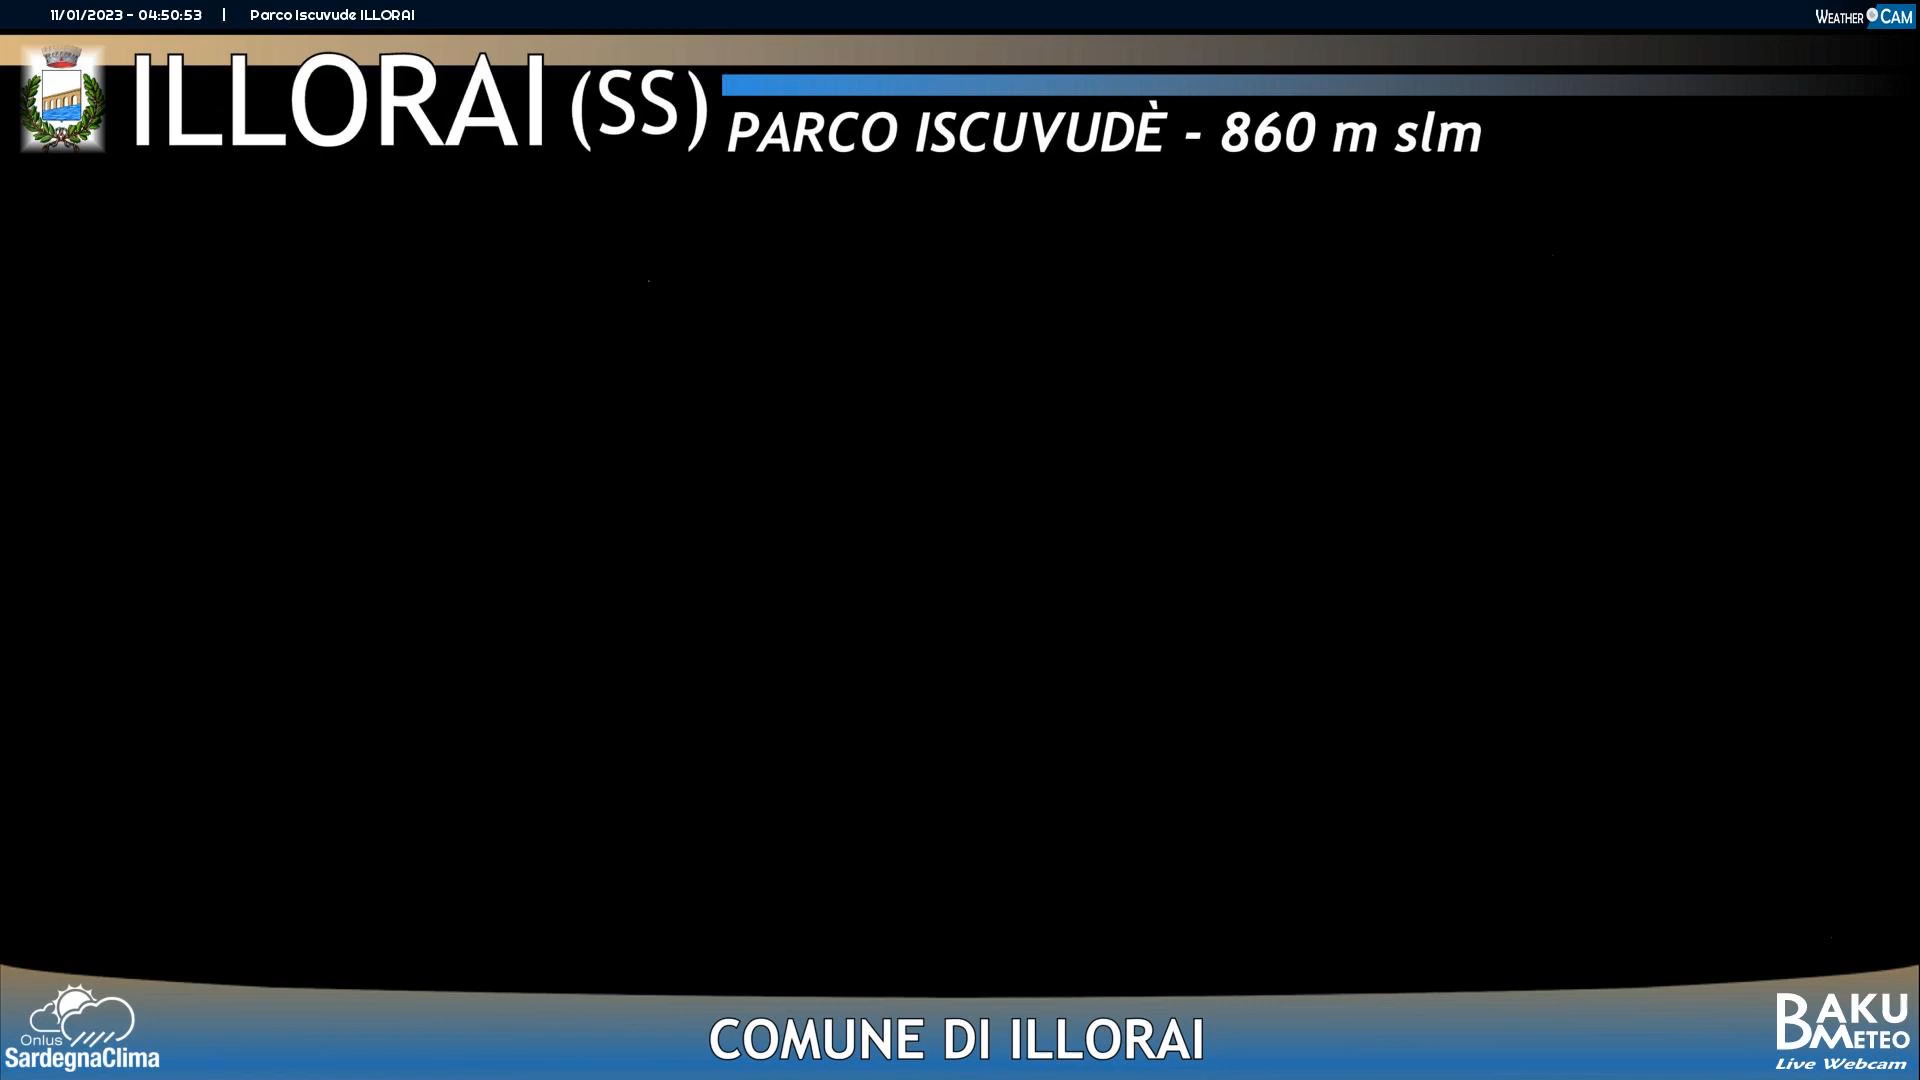 11/01/2023 - 04:50:53 | Parco Iscuvude ILLORAI
WEATHER CAM
ILLORAI (SS)
PARCO ISCUVUDÈ - 860 m slm
Onlus
SardegnaClima
COMUNE DI ILLORAI
BAKU
METEO
Live Webcam